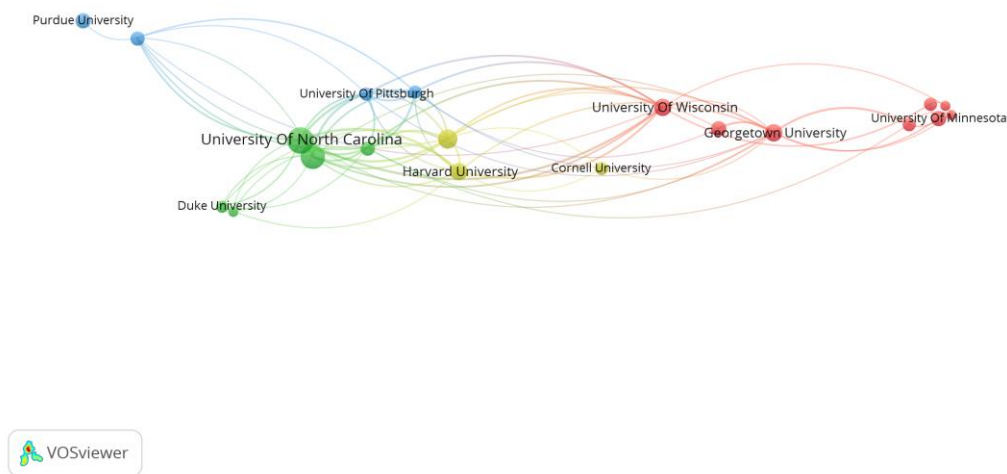 Purdue University
University Of Pittsburgh
University Of Wisconsin
University Of Minnesota
Georgetown University
University Of North Carolina
Harvard University
Cornell University
Duke University
VOSviewer